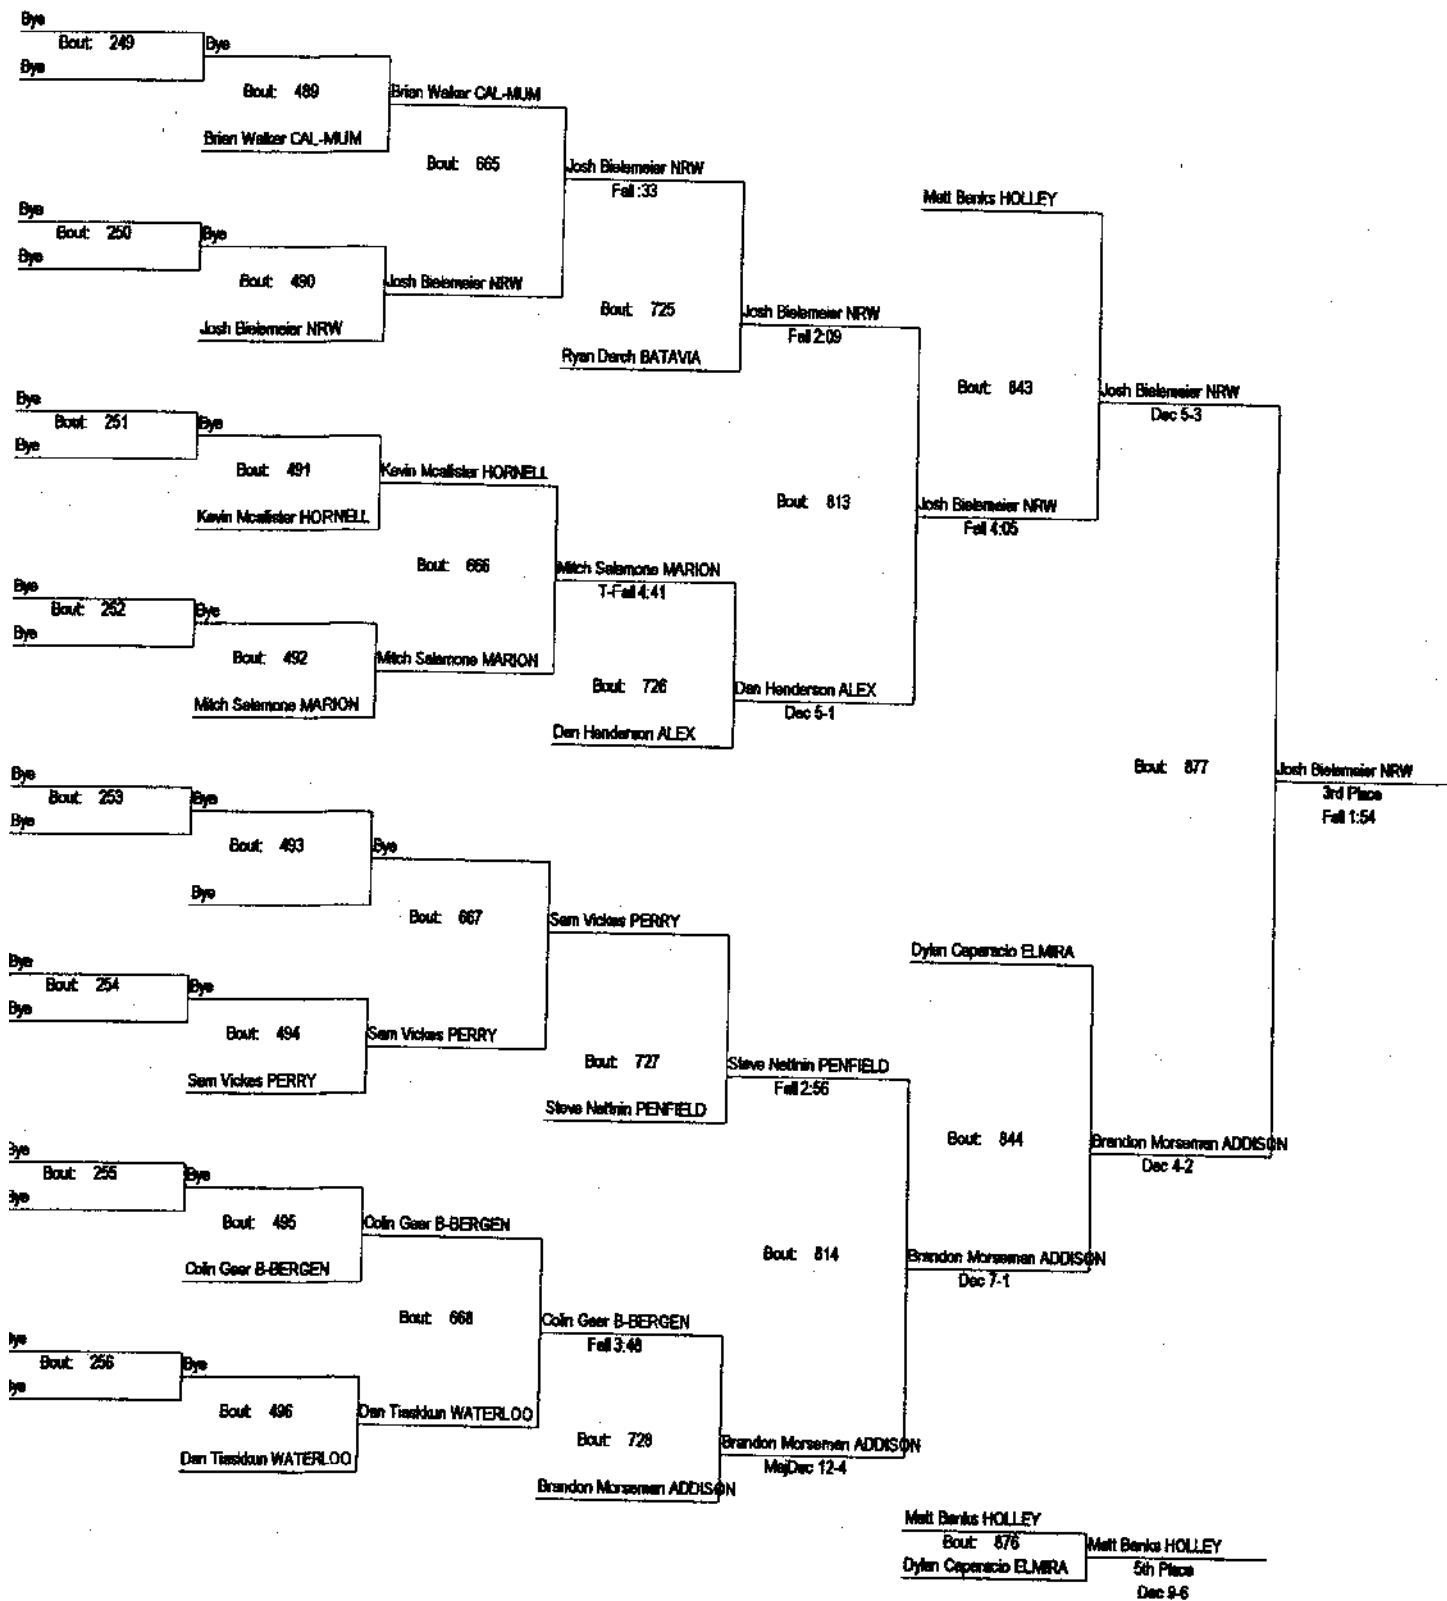 Bye
Bout: 249
Bye
Bye
Bout: 489
Brian Walker CAL-MUM
Brian Walker CAL-MUM
Bout: 665
Josh Bielemeier NRW
Fall :33
Bye
Bout: 250
Bye
Bye
Bout: 490
Josh Bielemeier NRW
Josh Bielemeier NRW
Bout: 725
Ryan Darch BATAVIA
Josh Bielemeier NRW
Fall 2:09
Matt Banks HOLLEY
Bout: 843
Josh Bielemeier NRW
Dec 5-3
Bye
Bout: 251
Bye
Bye
Bout: 491
Kevin Mcallister HORNELL
Kevin Mcallister HORNELL
Bout: 813
Josh Bielemeier NRW
Fall 4:05
Bout: 666
Mitch Salamone MARION
T-Fall 4:41
Bye
Bout: 252
Bye
Bye
Bout: 492
Mitch Salamone MARION
Mitch Salamone MARION
Bout: 726
Dan Henderson ALEX
Dan Henderson ALEX
Dec 5-1
Bout: 877
Josh Bielemeier NRW
3rd Place
Fall 1:54
Bye
Bout: 253
Bye
Bye
Bout: 493
Bye
Bye
Bout: 667
Sam Vickes PERRY
Bye
Bout: 254
Bye
Bye
Bout: 494
Sam Vickes PERRY
Sam Vickes PERRY
Bout: 727
Steve Nettnin PENFIELD
Steve Nettnin PENFIELD
Fall 2:56
Dylan Caparacio ELMIRA
Bout: 844
Brandon Morseman ADDISON
Dec 4-2
Bye
Bout: 255
Bye
Bye
Bout: 495
Colin Geer B-BERGEN
Colin Geer B-BERGEN
Bout: 814
Brandon Morseman ADDISON
Dec 7-1
Bout: 668
Colin Geer B-BERGEN
Fall 3:48
Bye
Bout: 256
Bye
Bye
Bout: 496
Dan Tiaskkun WATERLOO
Dan Tiaskkun WATERLOO
Bout: 728
Brandon Morseman ADDISON
Brandon Morseman ADDISON
MajDec 12-4
Matt Banks HOLLEY
Bout: 876
Dylan Caparacio ELMIRA
Matt Banks HOLLEY
5th Place
Dec 9-6